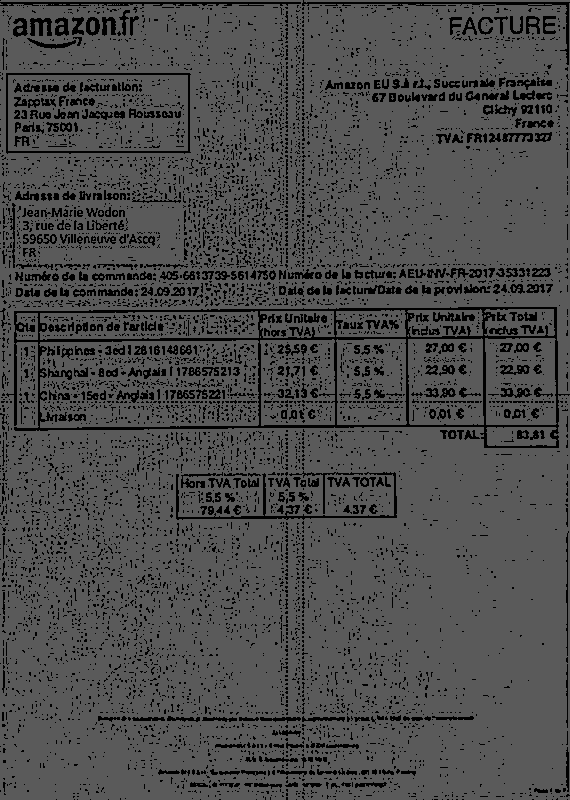 amazon.fr
FACTURE
Adresse de facturation:
Zapptax France
23 Rue Jean Jacques Rousseau
Paris, 75001
FR
Amazon EU S.à r.l., Succursale Française
67 Boulevard du General Leclerc
Clichy 92110
France
TVA: FR12487773327
Adresse de livraison:
Jean-Marie Wodon
3, rue de la Liberté
59650 Villeneuve d'Ascq
FR
Numéro de la commande: 405-6613739-5614750 Numéro de la facture: AEU-INV-FR-2017-35331223
Date de la commande: 24.09.2017 Date de la facture/Date de la provision: 24.09.2017
Qté Description de l'article Prix Unitaire (hors TVA) Taux TVA% Prix Unitaire (inclus TVA) Prix Total (inclus TVA)
1 Philippines - 3ed | 2816148661 25,59 € 5,5 % 27,00 € 27,00 €
1 Shanghai - 8ed - Anglais | 1786575213 21,71 € 5,5 % 22,90 € 22,90 €
1 China - 15ed - Anglais | 1786575221 32,13 € 5,5 % 33,90 € 33,90 €
Livraison 0,01 € 0,01 € 0,01 €
TOTAL: 83,81 €
Hors TVA Total TVA Total TVA TOTAL
5,5 % 5,5 %
79,44 € 4,37 € 4,37 €